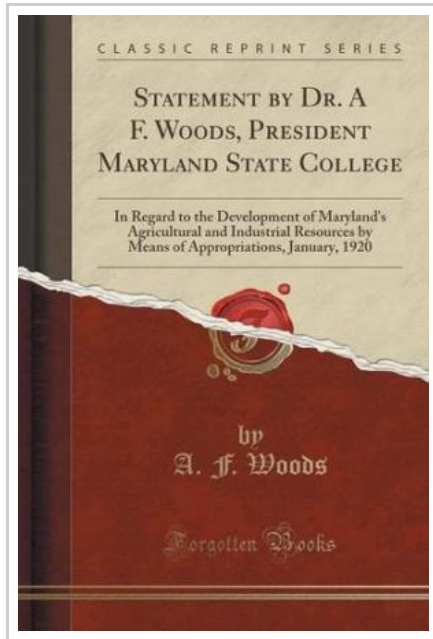 CLASSIC REPRINT SERIES
STATEMENT BY DR. A
F. WOODS, PRESIDENT
MARYLAND STATE COLLEGE
In Regard to the Development of Maryland's
Agricultural and Industrial Resources by
Means of Appropriations, January, 1920
by
A. F. Woods
Forgotten Books